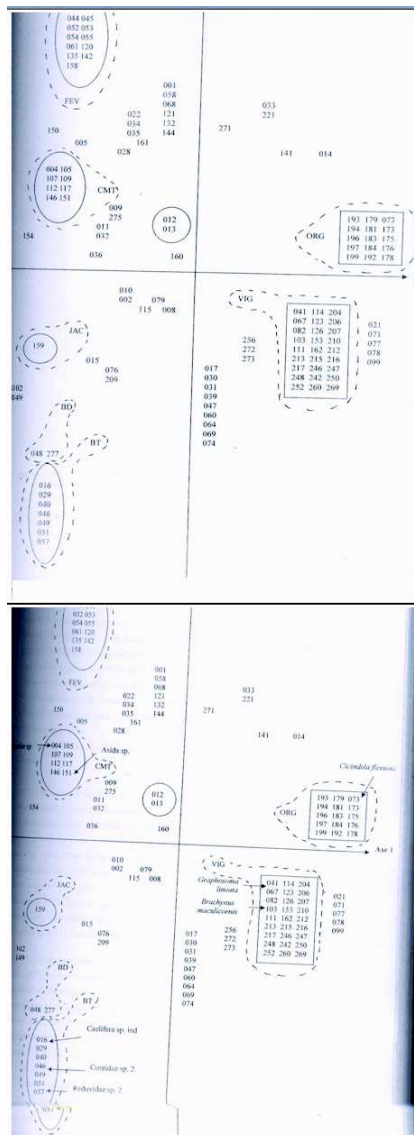 044 045
052 053
054 055
061 120
135 142
158
FEV
001
058
068
022 121
034 132
035 144
033
221
271
150
005
161
028
141 014
004 105
107 109
112 117
146 151
CMT
009
275
011
032
012
013
ORG
193 179 073
194 181 173
196 183 175
197 184 176
199 192 178
154
036
160
010
002 079
115 008
VIG
041 114 204
067 123 206
082 126 207
103 153 210
111 162 212
213 215 216
217 246 247
248 242 250
252 260 269
021
071
077
078
099
JAC
159
015
076
209
256
272
273
017
030
031
039
047
060
064
069
074
102
049
BD
BT
048 277
016
029
040
046
049
051
057
052 053
054 055
061 120
135 142
158
FEV
001
058
068
022 121
034 132
035 144
033
221
271
150
005
161
028
141 014
004 105
107 109
112 117
146 151
Axida sp.
CMT
009
275
011
032
012
013
Cicindela flexuosa
ORG
193 179 073
194 181 173
196 183 175
197 184 176
199 192 178
154
036
160
Axe 1
010
002 079
115 008
VIG
Graphosoma
lineata
Brachynus
maculicornis
041 114 204
067 123 206
082 126 207
103 153 210
111 162 212
213 215 216
217 246 247
248 242 250
252 260 269
021
071
077
078
099
JAC
159
015
076
209
256
272
273
017
030
031
039
047
060
064
069
074
102
149
BD
BT
048 277
016
029
040
046
049
051
057
Caelifera sp. ind
Coreidae sp. 2
Reduvidae sp. 2